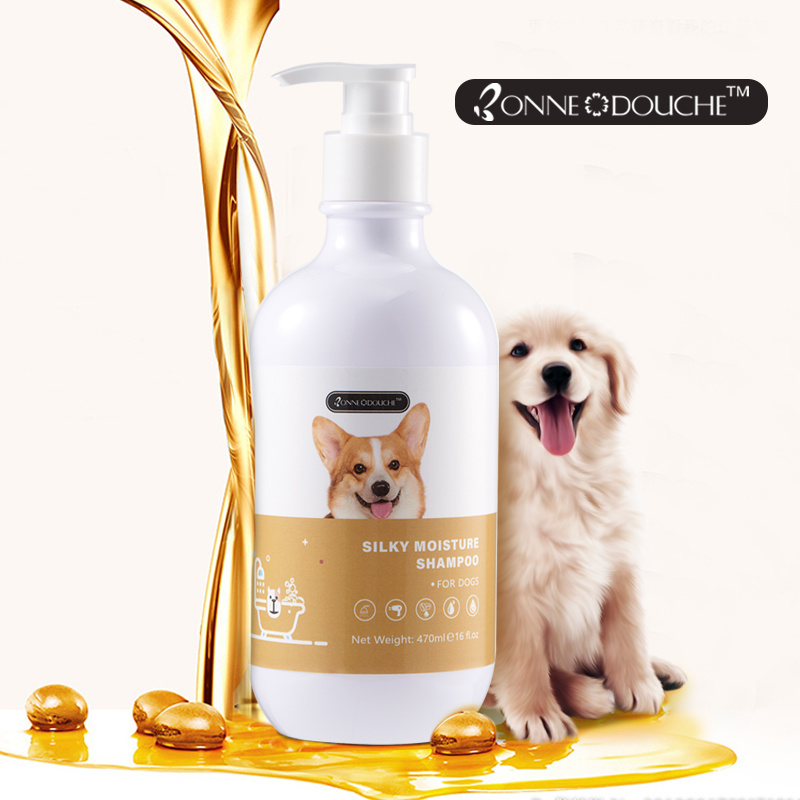 BONNE DOUCHE™
BONNE DOUCHE™
SILKY MOISTURE
SHAMPOO
•FOR DOGS
Net Weight: 470ml℮16 fl.oz